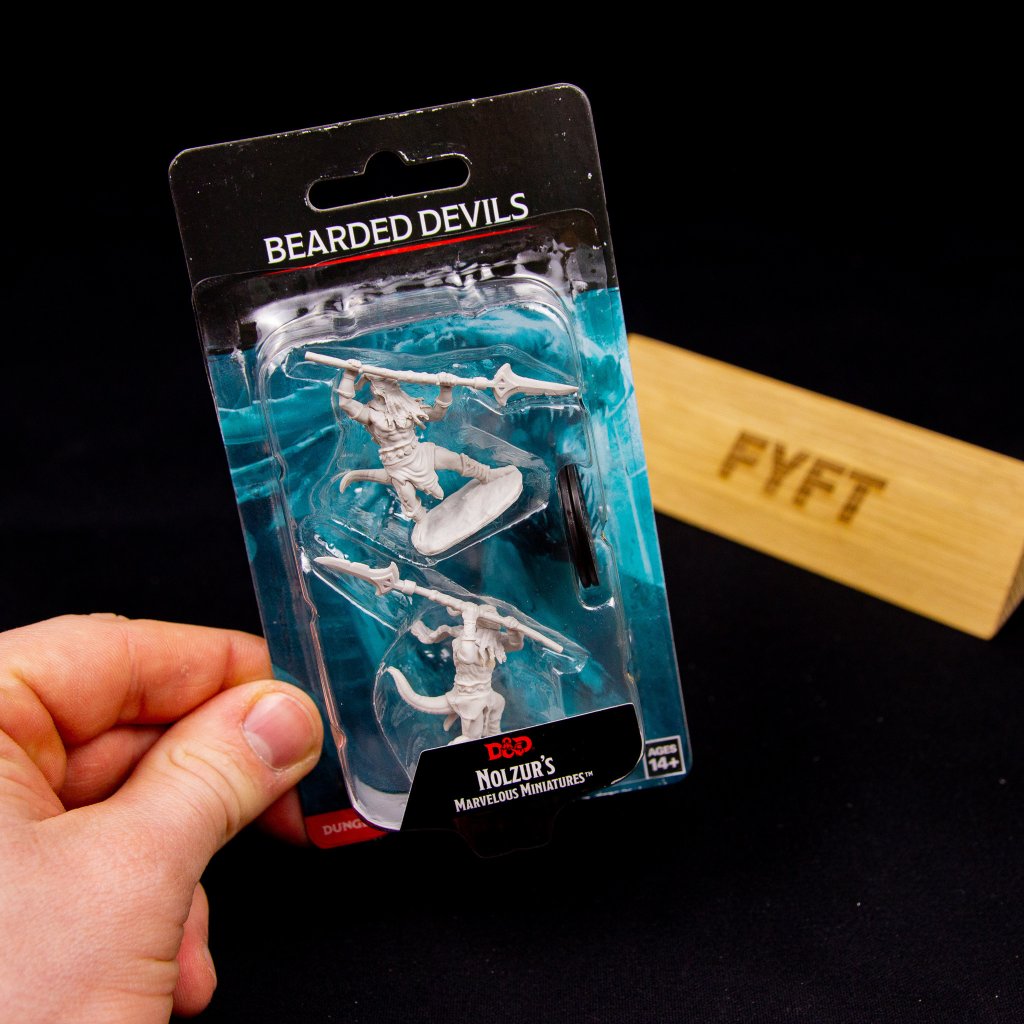 BEARDED DEVILS
FYFT
D&D
NOLZUR'S
MARVELOUS MINIATURES™
AGES
14+